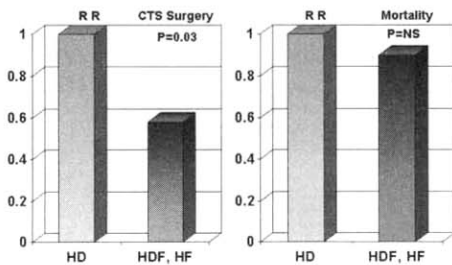 R R CTS Surgery
P=0.03
1
0.8
0.6
0.4
0.2
0
HD HDF, HF
R R Mortality
P=NS
1
0.8
0.6
0.4
0.2
0
HD HDF, HF